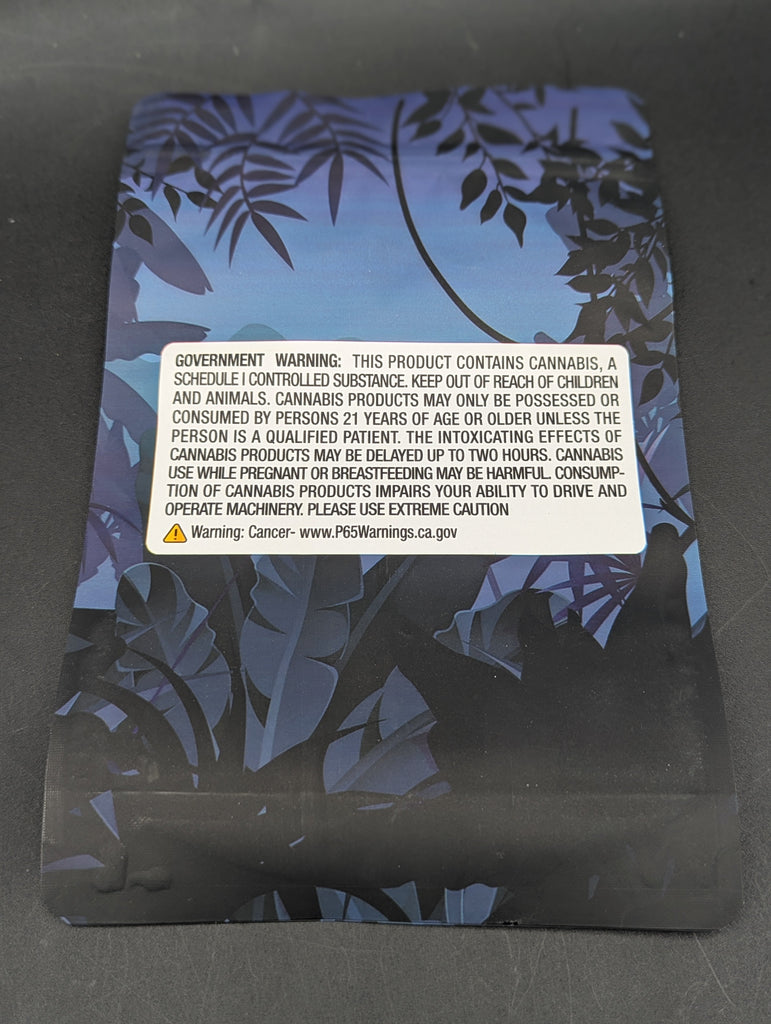 GOVERNMENT WARNING: THIS PRODUCT CONTAINS CANNABIS, A
SCHEDULE I CONTROLLED SUBSTANCE. KEEP OUT OF REACH OF CHILDREN
AND ANIMALS. CANNABIS PRODUCTS MAY ONLY BE POSSESSED OR
CONSUMED BY PERSONS 21 YEARS OF AGE OR OLDER UNLESS THE
PERSON IS A QUALIFIED PATIENT. THE INTOXICATING EFFECTS OF
CANNABIS PRODUCTS MAY BE DELAYED UP TO TWO HOURS. CANNABIS
USE WHILE PREGNANT OR BREASTFEEDING MAY BE HARMFUL. CONSUMP-
TION OF CANNABIS PRODUCTS IMPAIRS YOUR ABILITY TO DRIVE AND
OPERATE MACHINERY. PLEASE USE EXTREME CAUTION
Warning: Cancer- www.P65Warnings.ca.gov